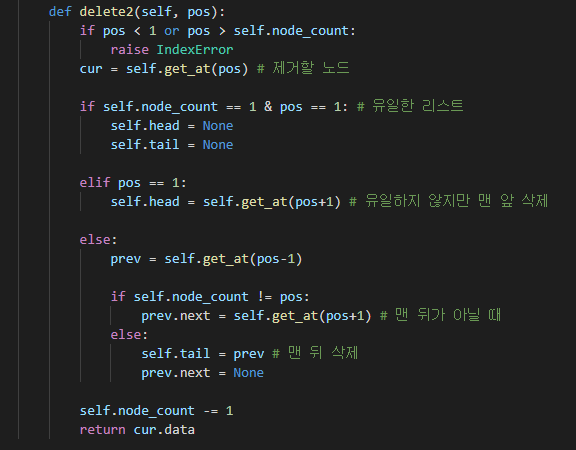 def delete2(self, pos):
if pos < 1 or pos > self.node_count:
raise IndexError
cur = self.get_at(pos) # 제거할 노드
if self.node_count == 1 & pos == 1: # 유일한 리스트
self.head = None
self.tail = None
elif pos == 1:
self.head = self.get_at(pos+1) # 유일하지 않지만 맨 앞 삭제
else:
prev = self.get_at(pos-1)
if self.node_count != pos:
prev.next = self.get_at(pos+1) # 맨 뒤가 아닐 때
else:
self.tail = prev # 맨 뒤 삭제
prev.next = None
self.node_count -= 1
return cur.data